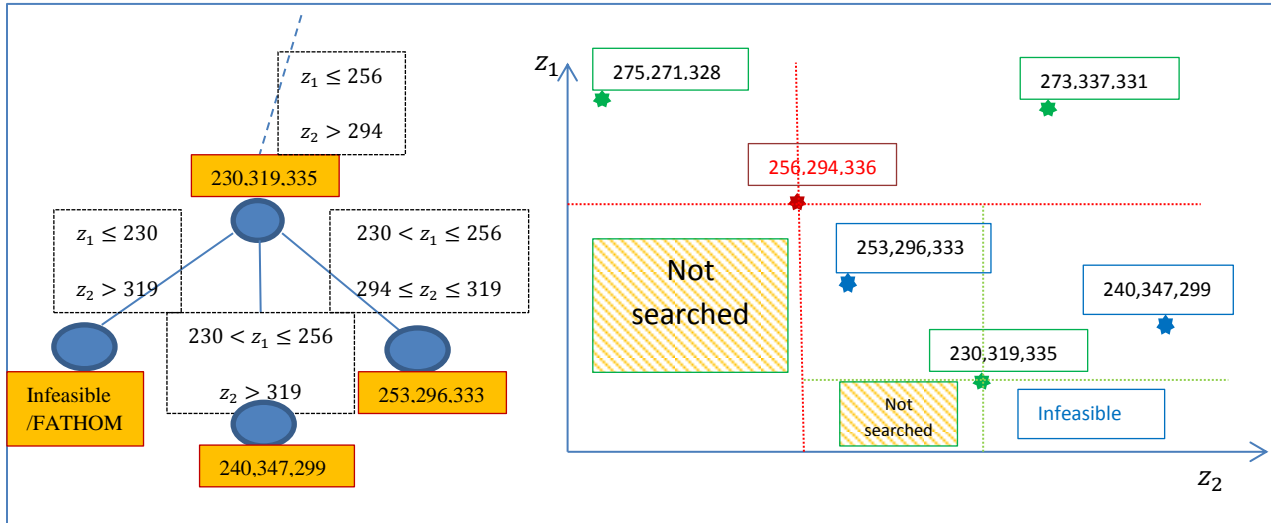 z₁ ≤ 256
z₂ > 294
230,319,335
z₁ ≤ 230
z₂ > 319
230 < z₁ ≤ 256
294 ≤ z₂ ≤ 319
230 < z₁ ≤ 256
z₂ > 319
Infeasible
/FATHOM
253,296,333
240,347,299
z₁
275,271,328
273,337,331
256,294,336
Not
searched
253,296,333
240,347,299
230,319,335
Not
searched
Infeasible
z₂